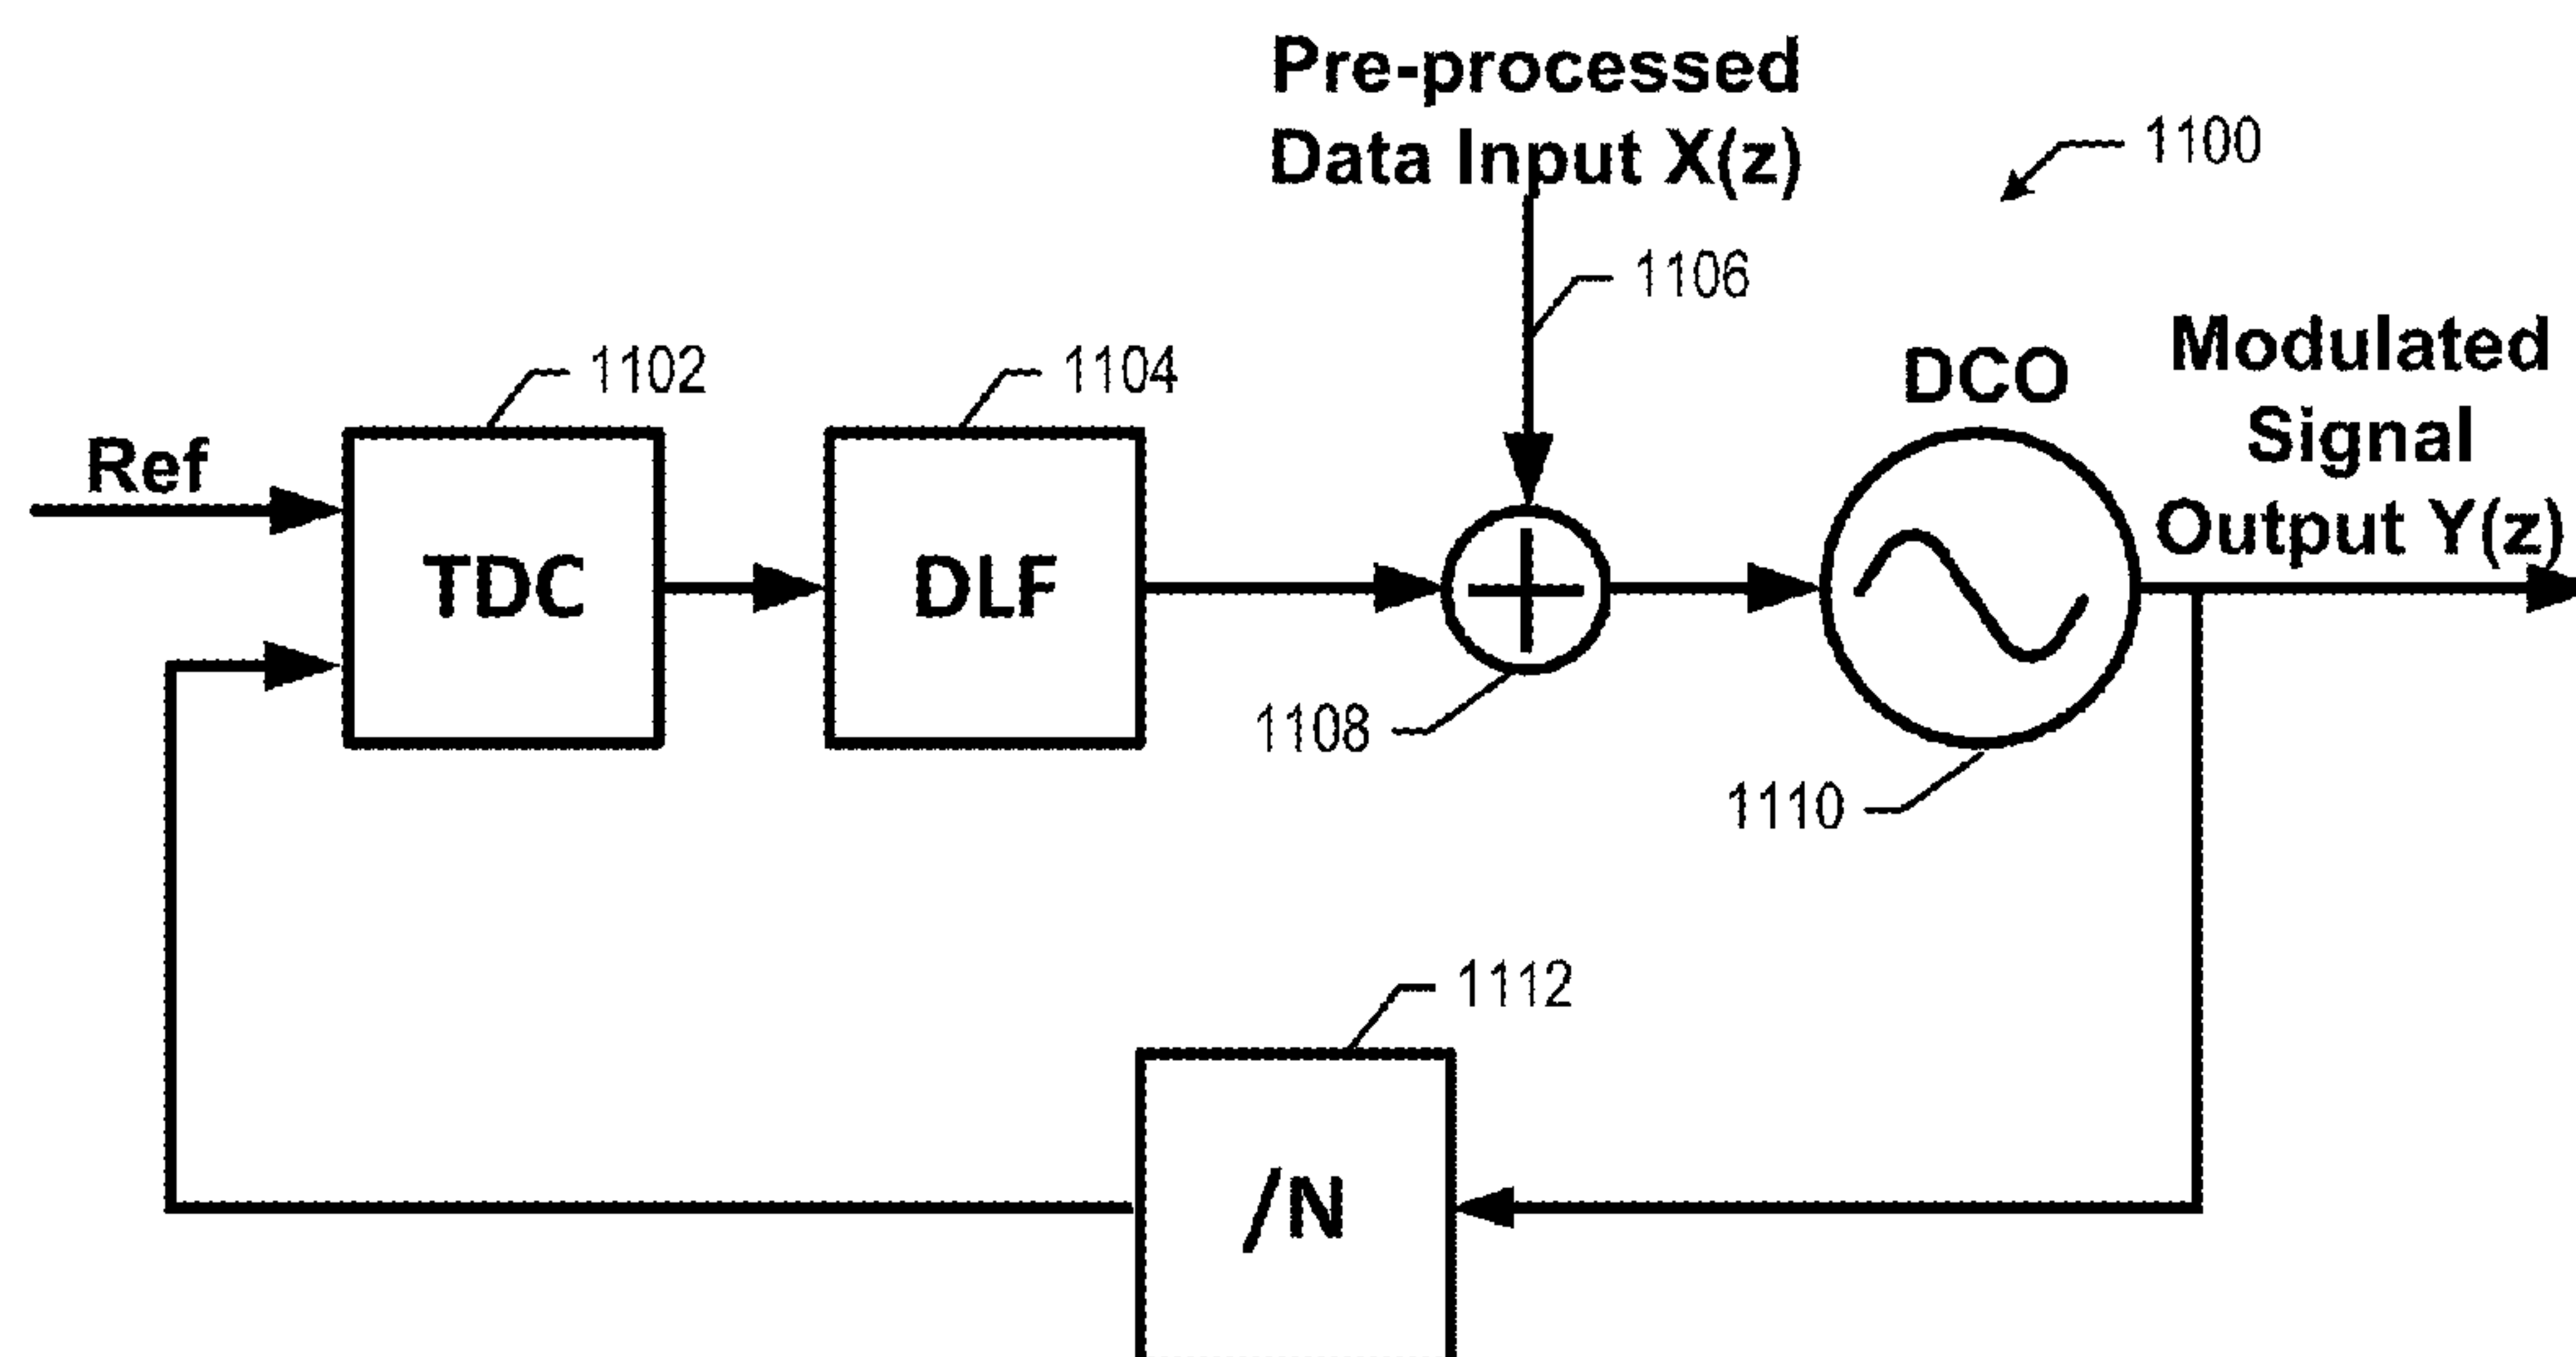 Pre-processed
Data Input X(z)
1100
1106
Modulated
Signal
Output Y(z)
DCO
1102
1104
Ref
TDC
DLF
1108
1110
1112
/N